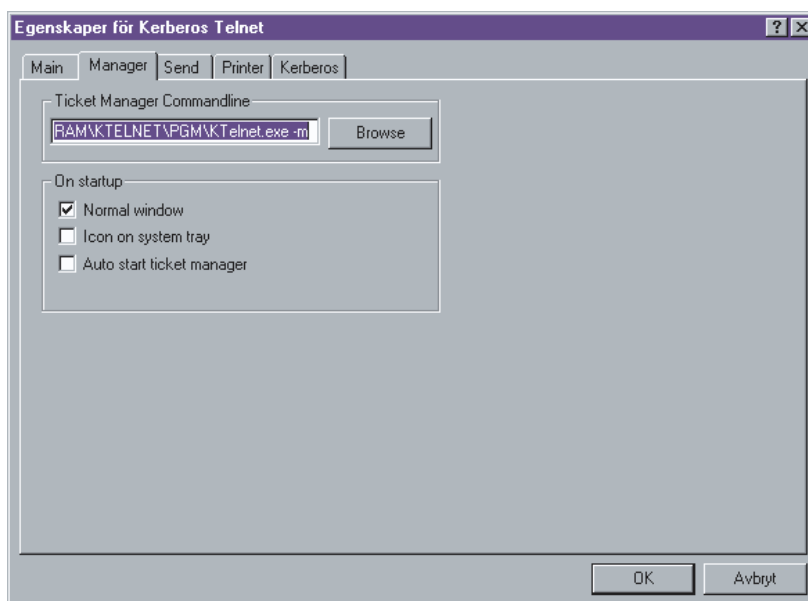 Egenskaper för Kerberos Telnet
Main Manager Send Printer Kerberos
Ticket Manager Commandline
RAM\KTELNET\PGM\KTelnet.exe -m Browse
On startup
Normal window
Icon on system tray
Auto start ticket manager
OK Avbryt